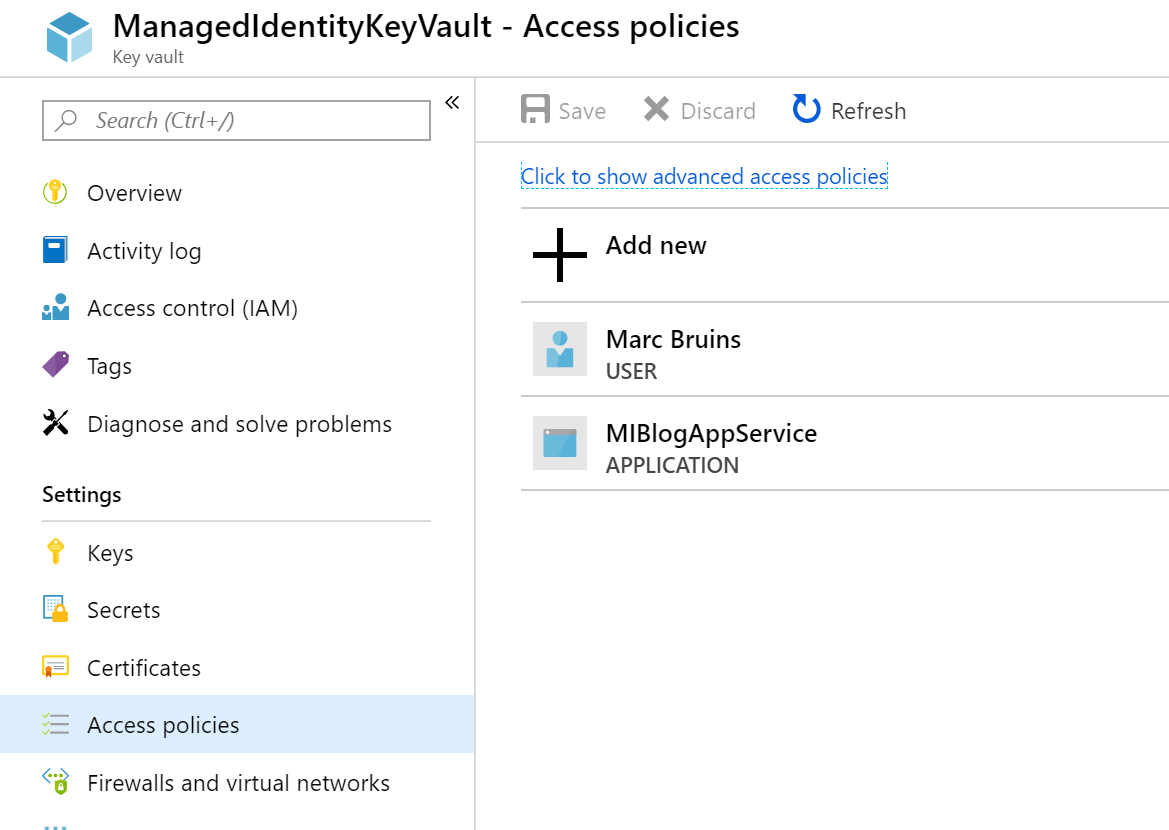 ManagedIdentityKeyVault - Access policies
Key vault
Search (Ctrl+/)
Overview
Activity log
Access control (IAM)
Tags
Diagnose and solve problems
Settings
Keys
Secrets
Certificates
Access policies
Firewalls and virtual networks
Save Discard Refresh
Click to show advanced access policies
Add new
Marc Bruins
USER
MIBlogAppService
APPLICATION